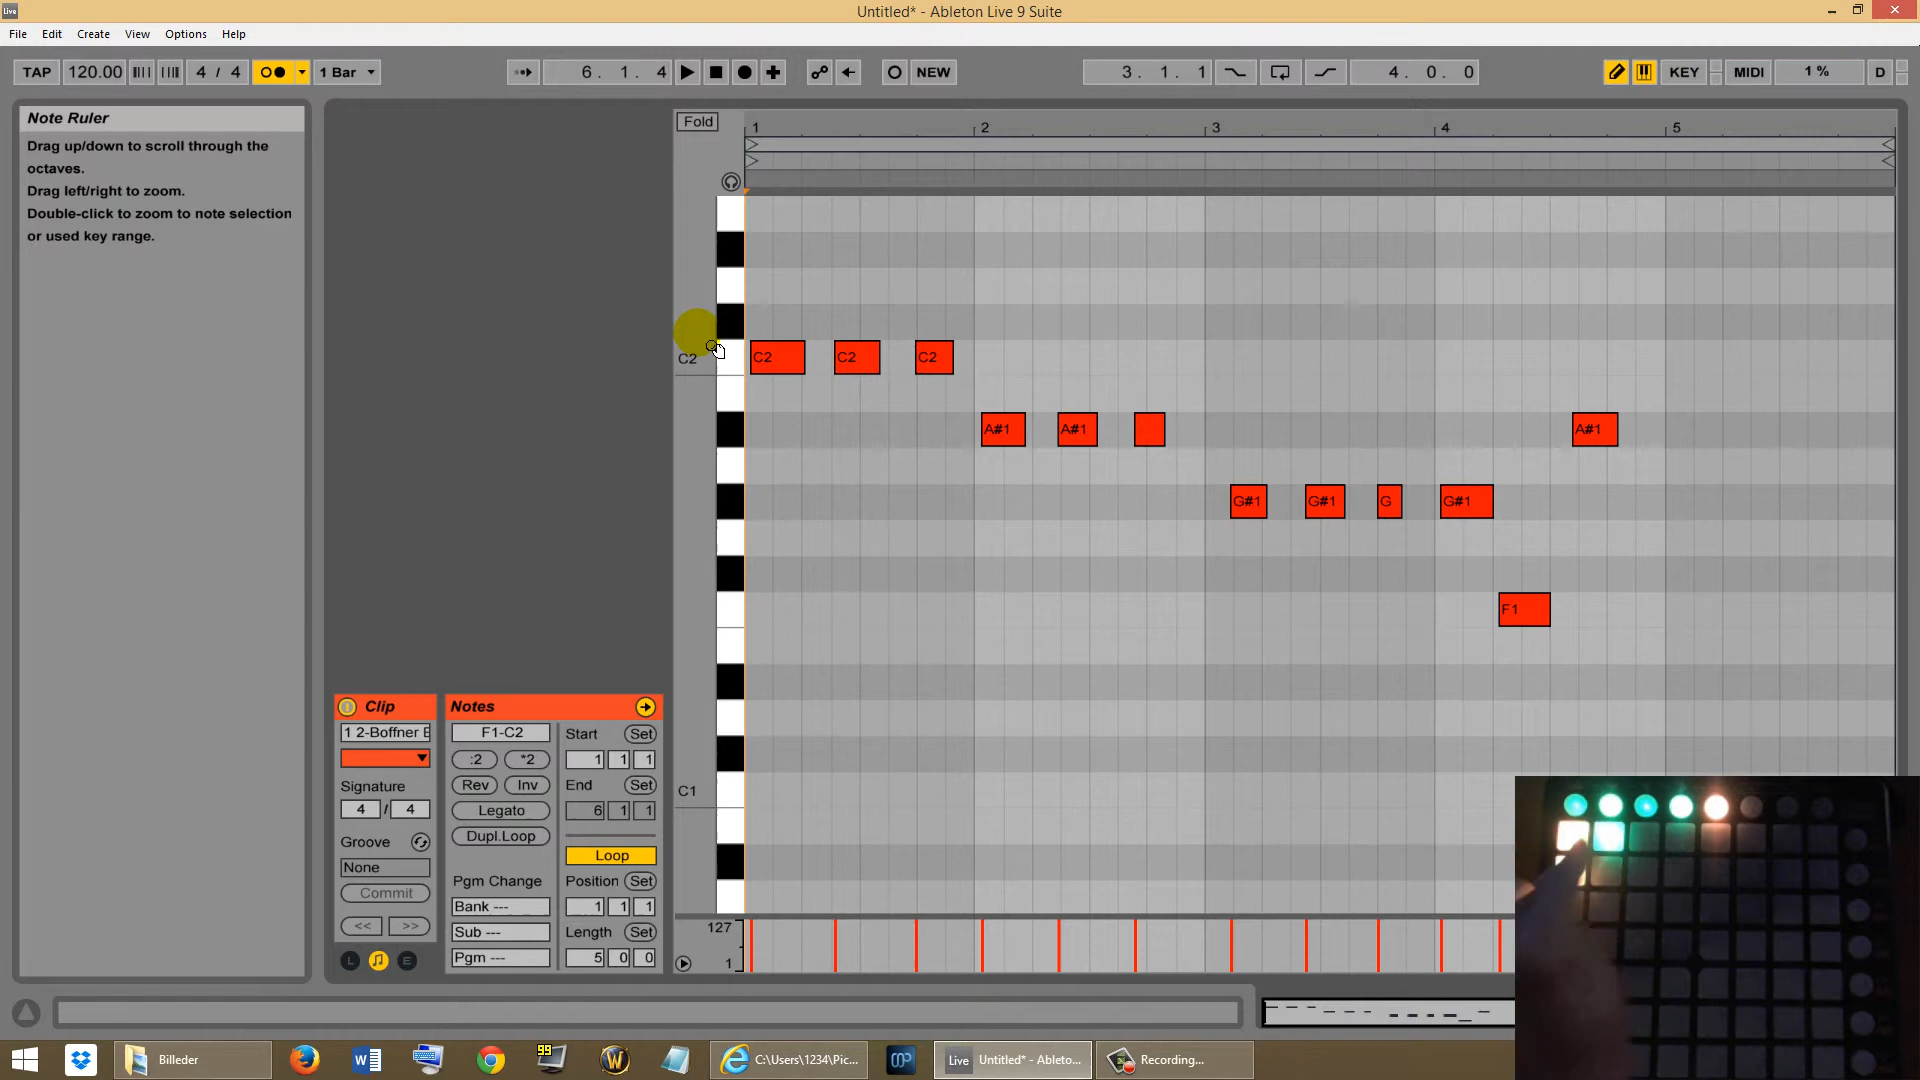 Live
Untitled* - Ableton Live 9 Suite
File Edit Create View Options Help
TAP 120.00 4 / 4 1 Bar 6. 1. 4 NEW 3. 1. 1 4. 0. 0 KEY MIDI 1 % D
Note Ruler
Drag up/down to scroll through the
octaves.
Drag left/right to zoom.
Double-click to zoom to note selection
or used key range.
Fold
1 2 3 4 5
C2
C2 C2 C2
A#1 A#1 A#1
G#1 G#1 G G#1
F1
C1
Clip
1 2-Boffner E
Signature
4 / 4
Groove
None
Commit
<< >>
L E
Notes
F1-C2
:2 *2
Rev Inv
Legato
Dupl.Loop
Pgm Change
Bank ---
Sub ---
Pgm ---
Start Set
1 1 1
End Set
6 1 1
Loop
Position Set
1 1 1
Length Set
5 0 0
127
1
Billeder
99
C:\Users\1234\Pic...
Live Untitled* - Ableto...
Recording...